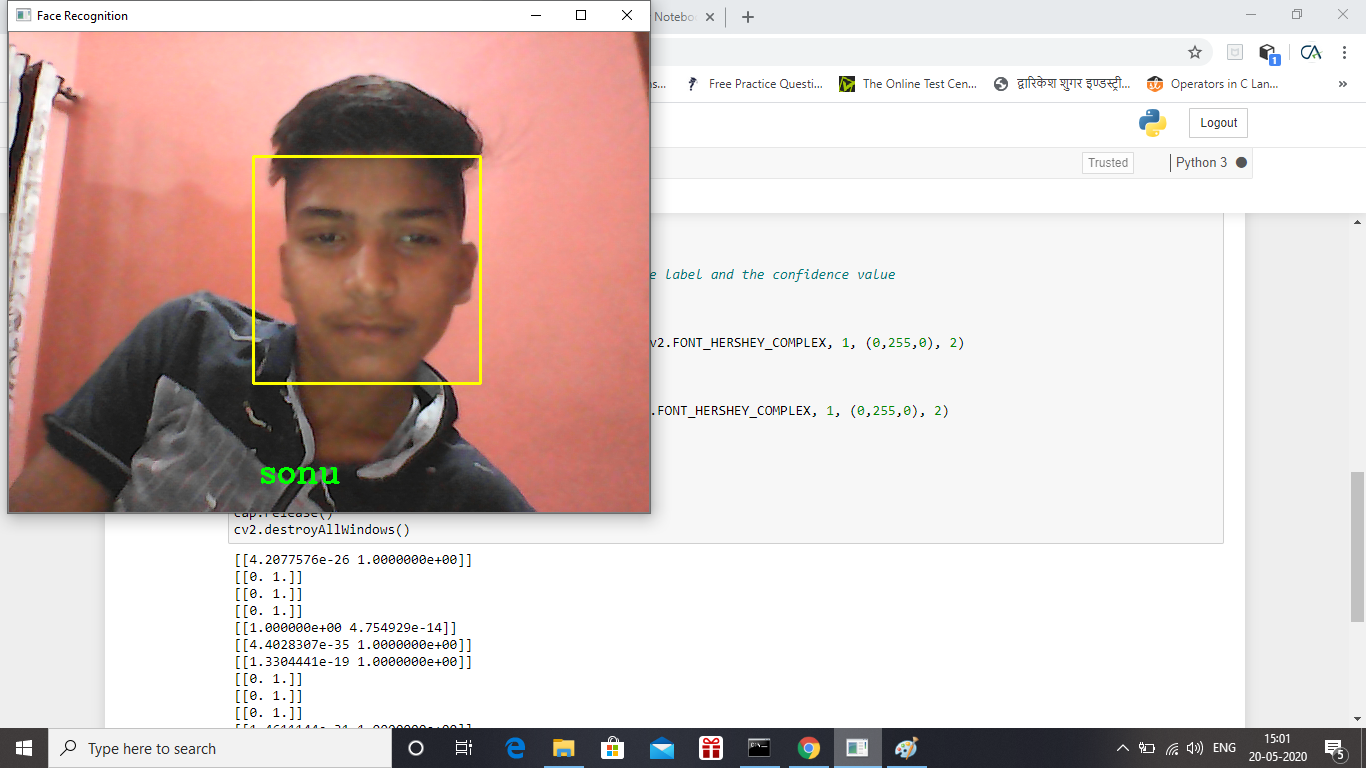 Face Recognition
Notebo
s...
Free Practice Questi...
The Online Test Cen...
द्वारिकेश शुगर इण्डस्ट्री...
Operators in C Lan...
»
1
Logout
Trusted
Python 3
e label and the confidence value
v2.FONT_HERSHEY_COMPLEX, 1, (0,255,0), 2)
.FONT_HERSHEY_COMPLEX, 1, (0,255,0), 2)
sonu
cap.release()
cv2.destroyAllWindows()
[[4.2077576e-26 1.0000000e+00]]
[[0. 1.]]
[[0. 1.]]
[[0. 1.]]
[[1.000000e+00 4.754929e-14]]
[[4.4028307e-35 1.0000000e+00]]
[[1.3304441e-19 1.0000000e+00]]
[[0. 1.]]
[[0. 1.]]
[[0. 1.]]
Type here to search
ENG
15:01
20-05-2020
5